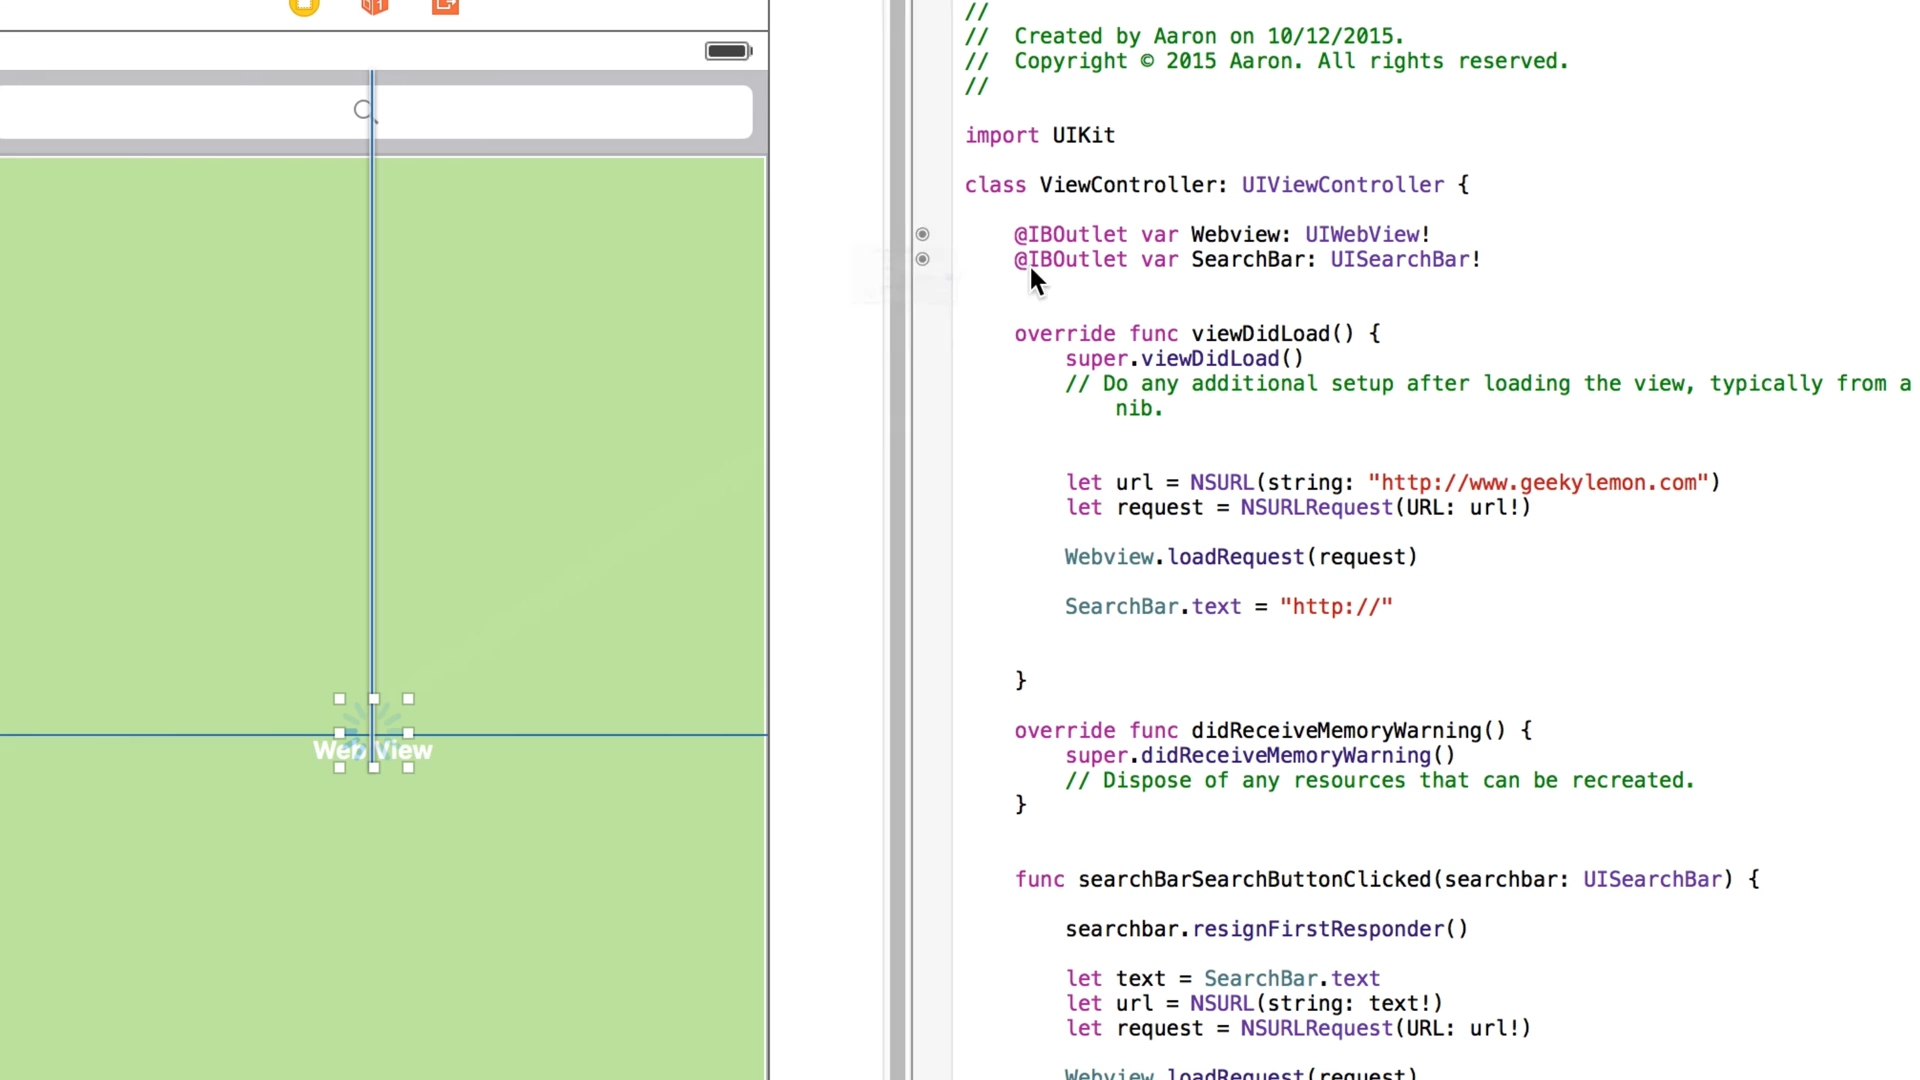 //
//  Created by Aaron on 10/12/2015.
//  Copyright © 2015 Aaron. All rights reserved.
//
import UIKit
class ViewController: UIViewController {
@IBOutlet var Webview: UIWebView!
@IBOutlet var SearchBar: UISearchBar!
override func viewDidLoad() {
super.viewDidLoad()
// Do any additional setup after loading the view, typically from a
nib.
let url = NSURL(string: "http://www.geekylemon.com")
let request = NSURLRequest(URL: url!)
Webview.loadRequest(request)
SearchBar.text = "http://"
}
override func didReceiveMemoryWarning() {
super.didReceiveMemoryWarning()
// Dispose of any resources that can be recreated.
}
func searchBarSearchButtonClicked(searchbar: UISearchBar) {
searchbar.resignFirstResponder()
let text = SearchBar.text
let url = NSURL(string: text!)
let request = NSURLRequest(URL: url!)
Webview.loadRequest(request)
Web View